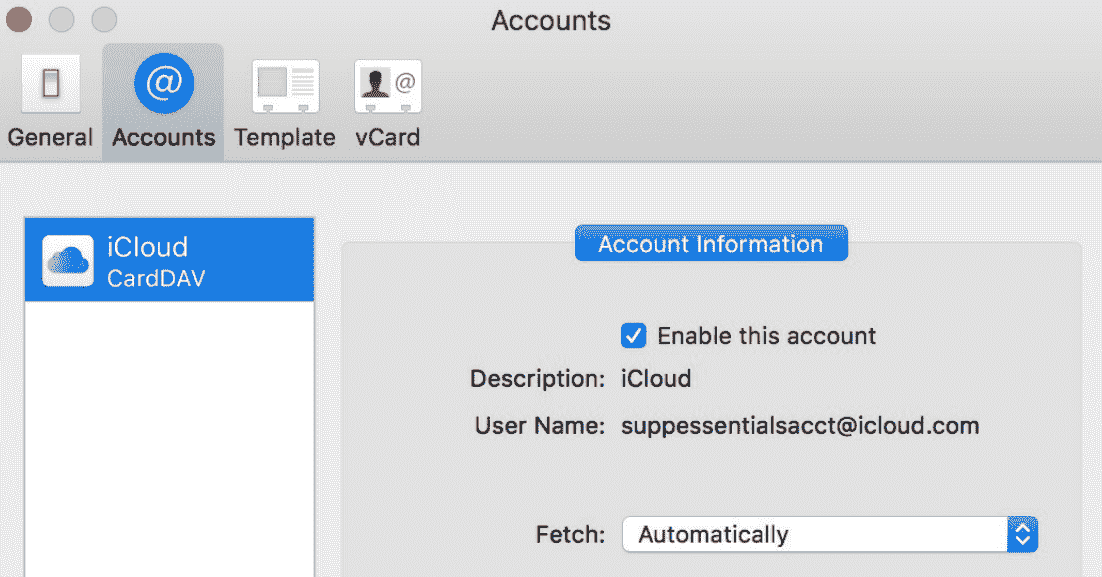 Accounts
General
Accounts
Template
vCard
iCloud
CardDAV
Account Information
Enable this account
Description: iCloud
User Name: suppessentialsacct@icloud.com
Fetch: Automatically